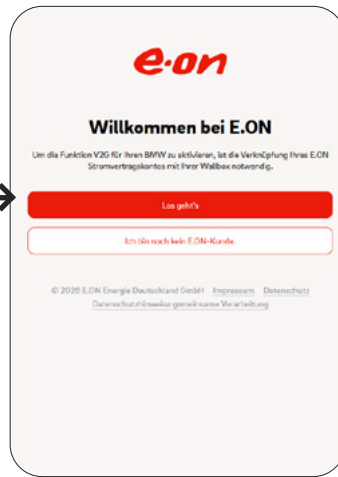 e·on
Willkommen bei E.ON
Um die Funktion V2G für Ihren BMW zu aktivieren, ist die Verknüpfung Ihres E.ON
Stromvertragskontos mit Ihrer Wallbox notwendig.
Los geht's
Ich bin noch kein E.ON-Kunde.
© 2026 E.ON Energie Deutschland GmbH Impressum Datenschutz
Datenschutzhinweise gemeinsame Verarbeitung